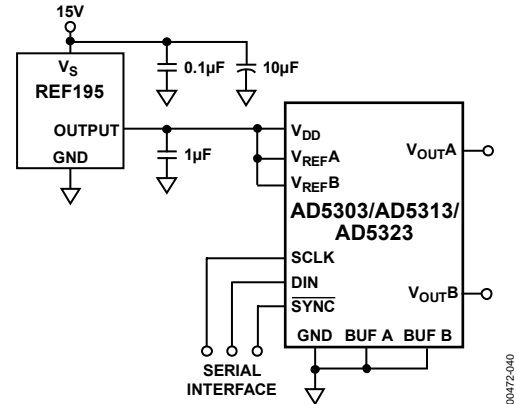 15V
VS
REF195
0.1µF
10µF
OUTPUT
1µF
GND
VDD
VREFA
VREFB
VOUTA
AD5303/AD5313/
AD5323
SCLK
DIN
SYNC
VOUTB
GND BUF A BUF B
SERIAL
INTERFACE
00472-040